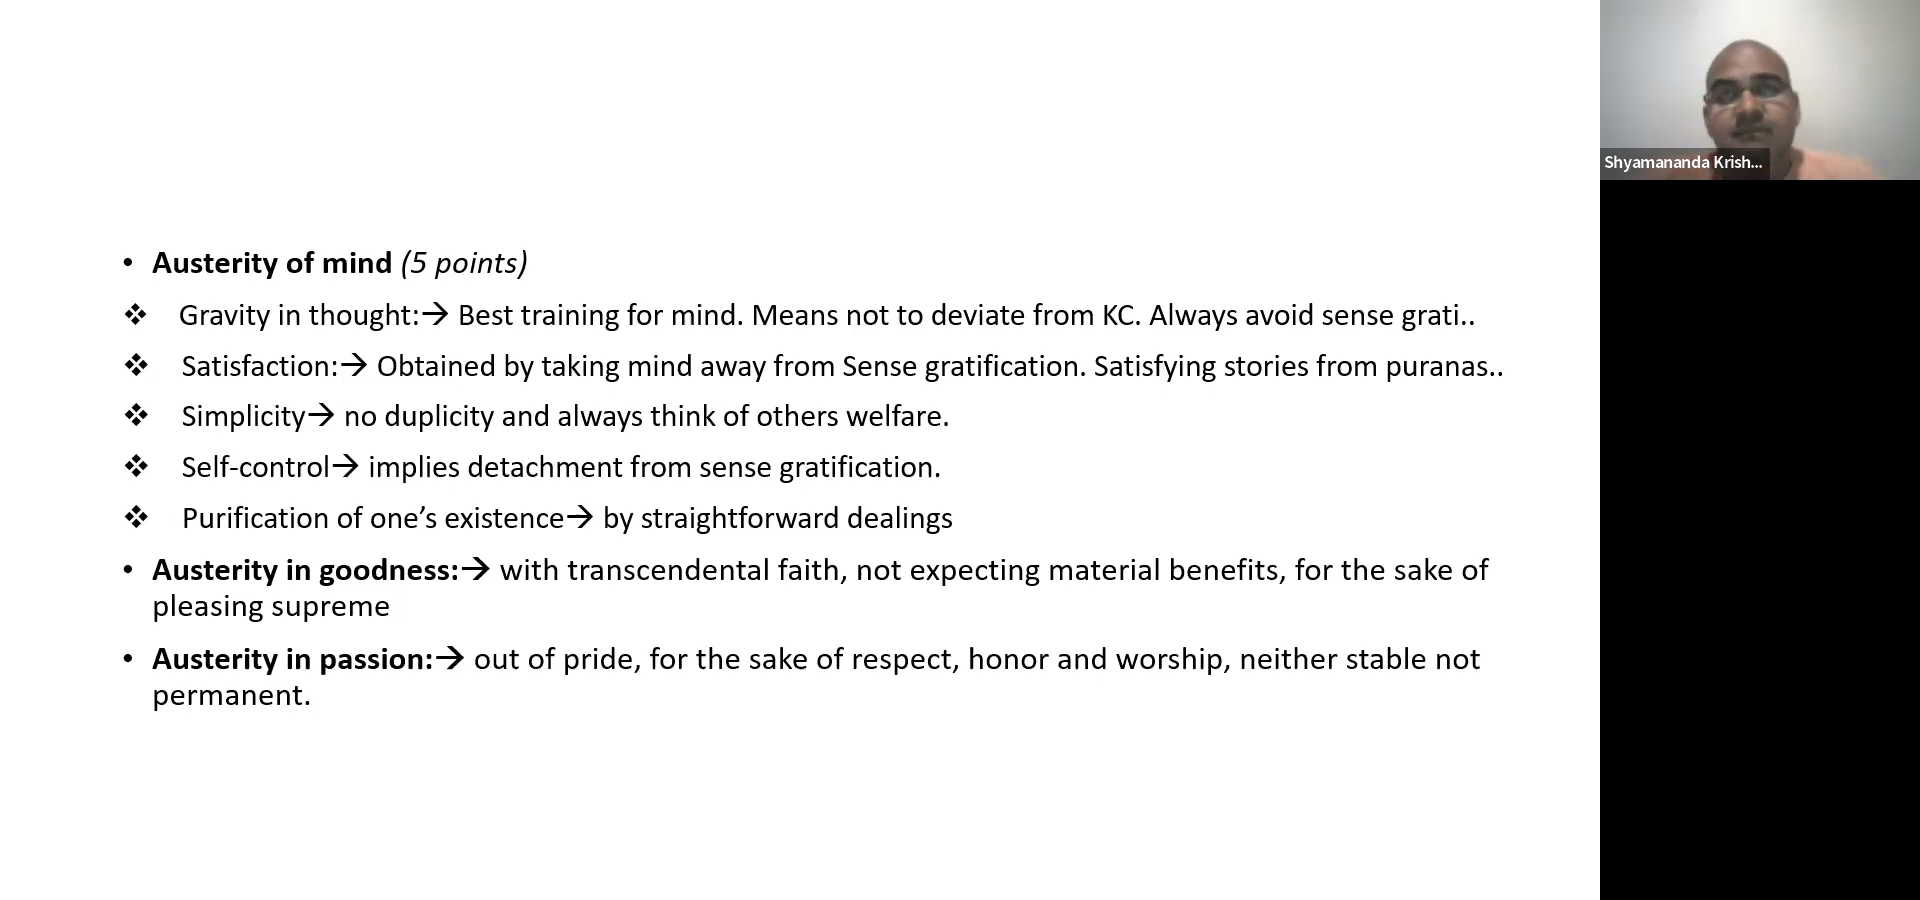 • Austerity of mind (5 points)
❖ Gravity in thought:→ Best training for mind. Means not to deviate from KC. Always avoid sense grati..
❖ Satisfaction:→ Obtained by taking mind away from Sense gratification. Satisfying stories from puranas..
❖ Simplicity→ no duplicity and always think of others welfare.
❖ Self-control→ implies detachment from sense gratification.
❖ Purification of one’s existence→ by straightforward dealings
• Austerity in goodness:→ with transcendental faith, not expecting material benefits, for the sake of
pleasing supreme
• Austerity in passion:→ out of pride, for the sake of respect, honor and worship, neither stable not
permanent.
Shyamananda Krish...